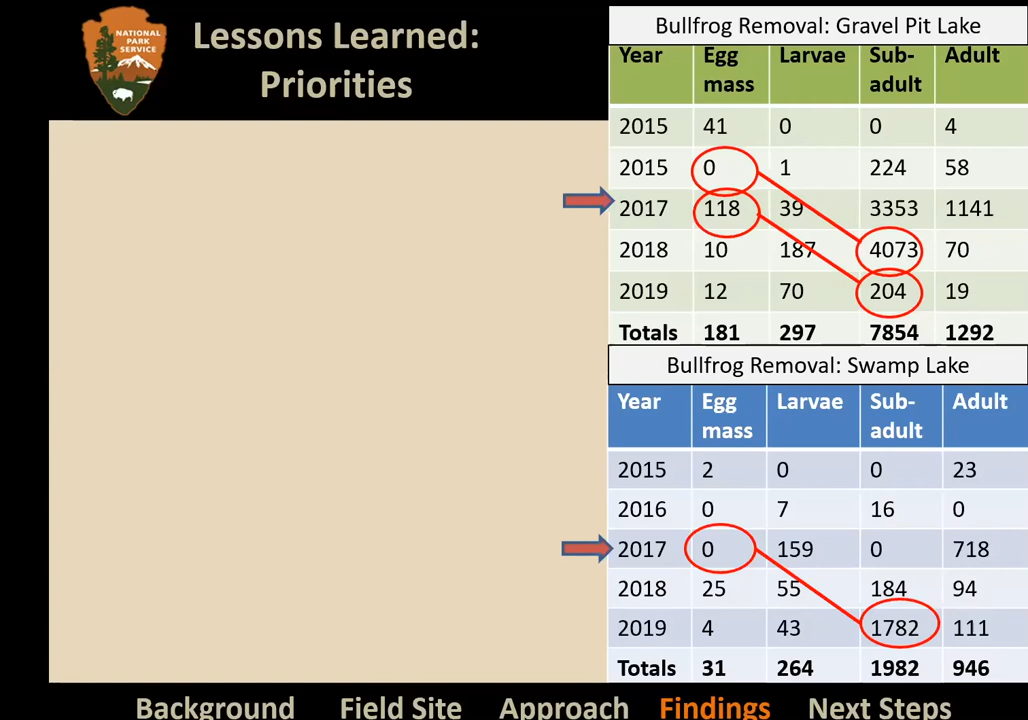 NATIONAL
PARK
SERVICE
Lessons Learned:
Priorities
Bullfrog Removal: Gravel Pit Lake
Year Egg mass Larvae Sub-adult Adult
2015 41 0 0 4
2015 0 1 224 58
2017 118 39 3353 1141
2018 10 187 4073 70
2019 12 70 204 19
Totals 181 297 7854 1292
Bullfrog Removal: Swamp Lake
Year Egg mass Larvae Sub-adult Adult
2015 2 0 0 23
2016 0 7 16 0
2017 0 159 0 718
2018 25 55 184 94
2019 4 43 1782 111
Totals 31 264 1982 946
Background Field Site Approach Findings Next Steps